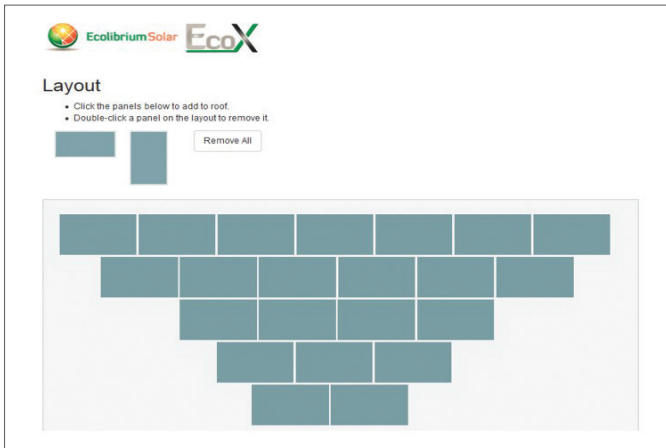 Ecolibrium Solar EcoX
Layout
• Click the panels below to add to roof.
• Double-click a panel on the layout to remove it.
Remove All